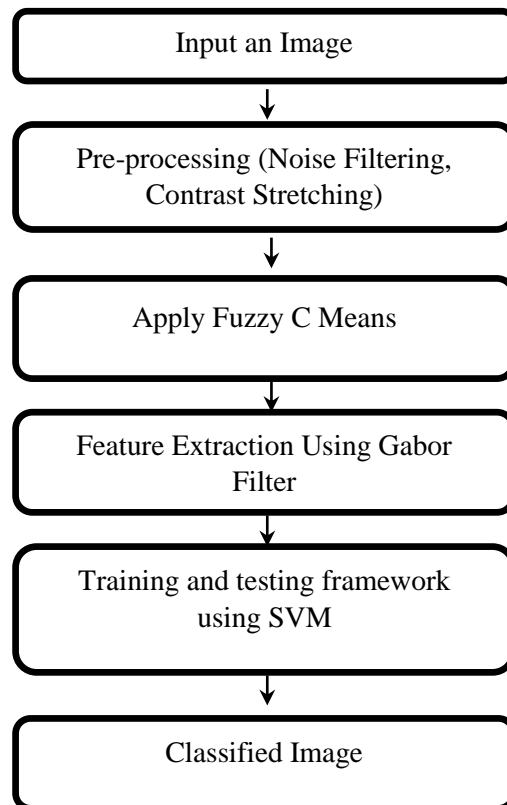 Input an Image
Pre-processing (Noise Filtering,
Contrast Stretching)
Apply Fuzzy C Means
Feature Extraction Using Gabor
Filter
Training and testing framework
using SVM
Classified Image